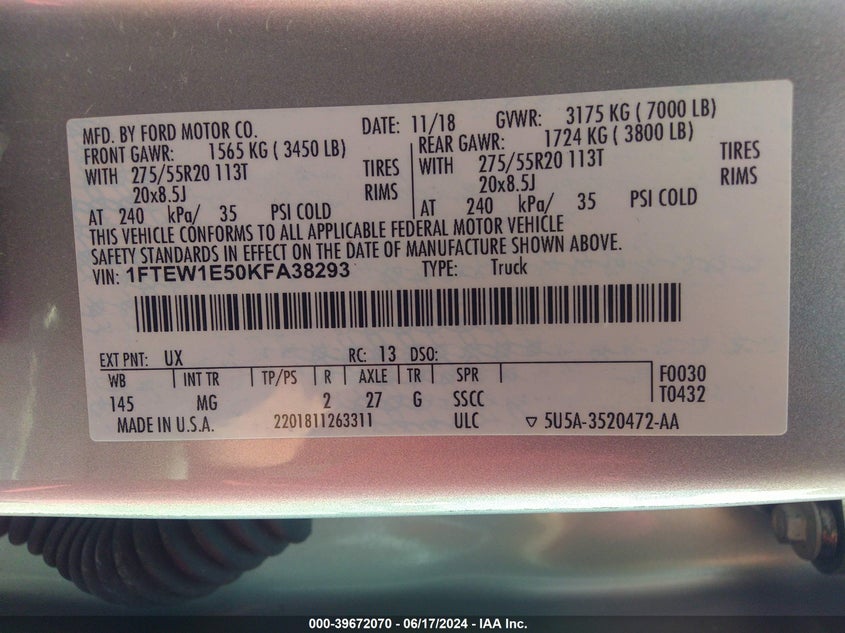 MFD. BY FORD MOTOR CO. DATE: 11/18 GVWR: 3175 KG ( 7000 LB)
FRONT GAWR: 1565 KG ( 3450 LB) REAR GAWR: 1724 KG ( 3800 LB)
WITH 275/55R20 113T TIRES WITH 275/55R20 113T TIRES
20x8.5J RIMS 20x8.5J RIMS
AT 240 kPa/ 35 PSI COLD AT 240 kPa/ 35 PSI COLD
THIS VEHICLE CONFORMS TO ALL APPLICABLE FEDERAL MOTOR VEHICLE
SAFETY STANDARDS IN EFFECT ON THE DATE OF MANUFACTURE SHOWN ABOVE.
VIN: 1FTEW1E50KFA38293 TYPE: Truck
EXT PNT: UX RC: 13 DSO:
WB INT TR TP/PS R AXLE TR SPR F0030
145 MG 2 27 G SSCC T0432
MADE IN U.S.A. 2201811263311 ULC ▽ 5U5A-3520472-AA
000-39672070 - 06/17/2024 - IAA Inc.